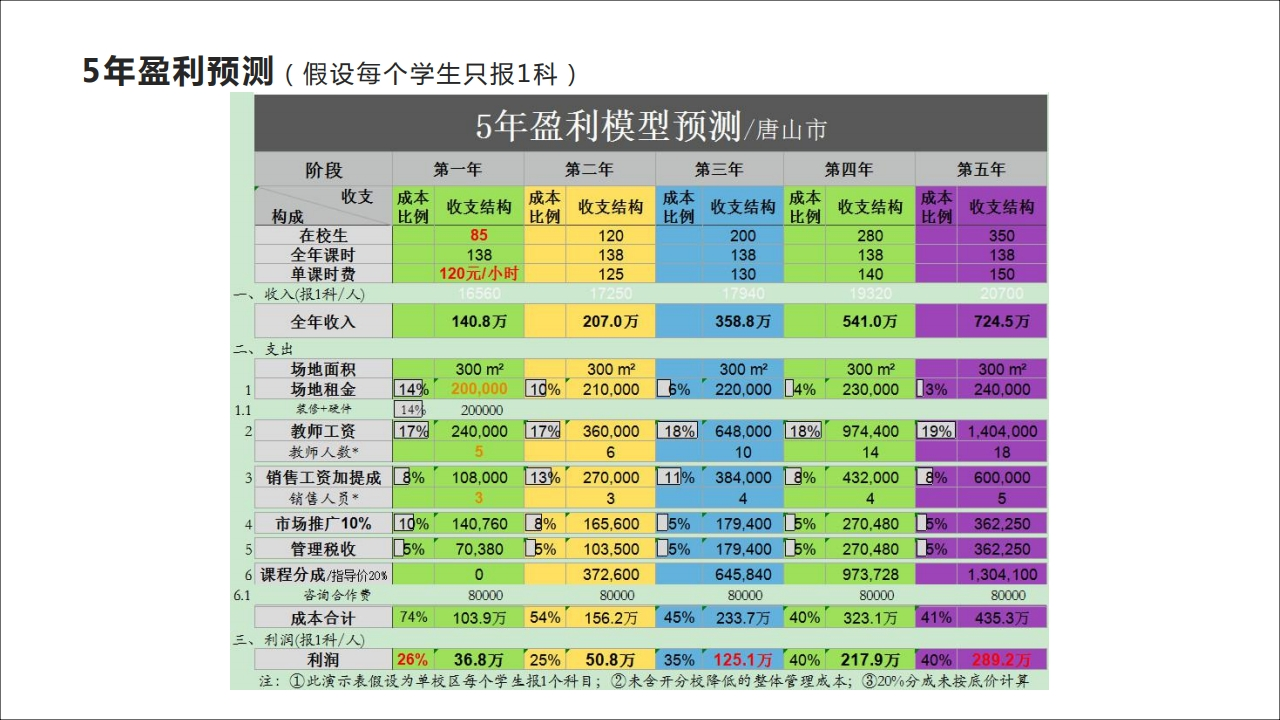 5年盈利预测（假设每个学生只报1科）
5年盈利模型预测/唐山市
阶段 第一年 第二年 第三年 第四年 第五年
收支 构成 成本比例 收支结构 成本比例 收支结构 成本比例 收支结构 成本比例 收支结构 成本比例 收支结构
在校生 85 120 200 280 350
全年课时 138 138 138 138 138
单课时费 120元/小时 125 130 140 150
一、收入(报1科/人) 16560 17250 17940 19320 20700
全年收入 140.8万 207.0万 358.8万 541.0万 724.5万
二、支出
场地面积 300 m² 300 m² 300 m² 300 m² 300 m²
1 场地租金 14% 200,000 10% 210,000 6% 220,000 4% 230,000 3% 240,000
1.1 装修+硬件 14% 200000
2 教师工资 17% 240,000 17% 360,000 18% 648,000 18% 974,400 19% 1,404,000
教师人数* 5 6 10 14 18
3 销售工资加提成 8% 108,000 13% 270,000 11% 384,000 8% 432,000 8% 600,000
销售人员* 3 3 4 4 5
4 市场推广10% 10% 140,760 8% 165,600 5% 179,400 5% 270,480 5% 362,250
5 管理税收 5% 70,380 5% 103,500 5% 179,400 5% 270,480 5% 362,250
6 课程分成/指导价20% 0 372,600 645,840 973,728 1,304,100
6.1 咨询合作费 80000 80000 80000 80000 80000
成本合计 74% 103.9万 54% 156.2万 45% 233.7万 40% 323.1万 41% 435.3万
三、利润(报1科/人)
利润 26% 36.8万 25% 50.8万 35% 125.1万 40% 217.9万 40% 289.2万
注：①此演示表假设为单校区每个学生报1个科目；②未含开分校降低的整体管理成本；③20%分成未按底价计算